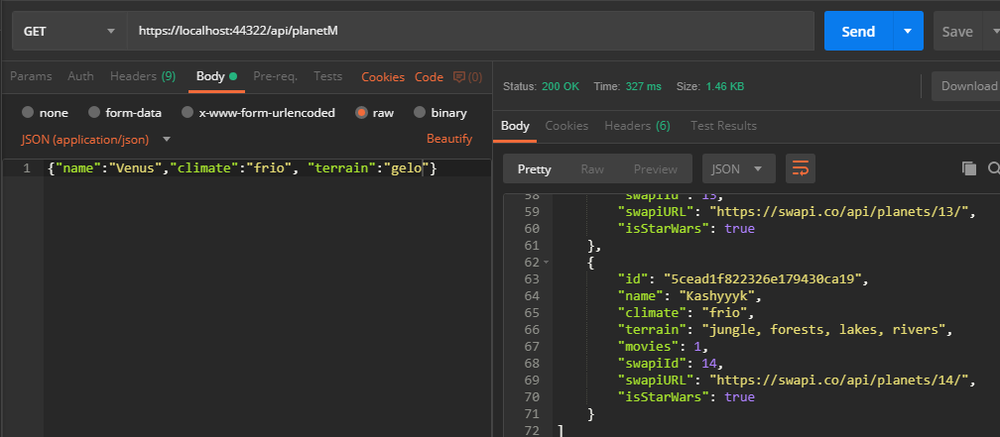 GET https://localhost:44322/api/planetM Send Save
Params Auth Headers (9) Body Pre-req. Tests Cookies Code (0)
none form-data x-www-form-urlencoded raw binary
JSON (application/json) Beautify
1 {"name":"Venus","climate":"frio", "terrain":"gelo"}
Status: 200 OK Time: 327 ms Size: 1.46 KB Download
Body Cookies Headers (6) Test Results
Pretty Raw Preview JSON
58 "swapiId": 13,
59 "swapiURL": "https://swapi.co/api/planets/13/",
60 "isStarWars": true
61 },
62 {
63 "id": "5cead1f822326e179430ca19",
64 "name": "Kashyyyk",
65 "climate": "frio",
66 "terrain": "jungle, forests, lakes, rivers",
67 "movies": 1,
68 "swapiId": 14,
69 "swapiURL": "https://swapi.co/api/planets/14/",
70 "isStarWars": true
71 }
72 ]